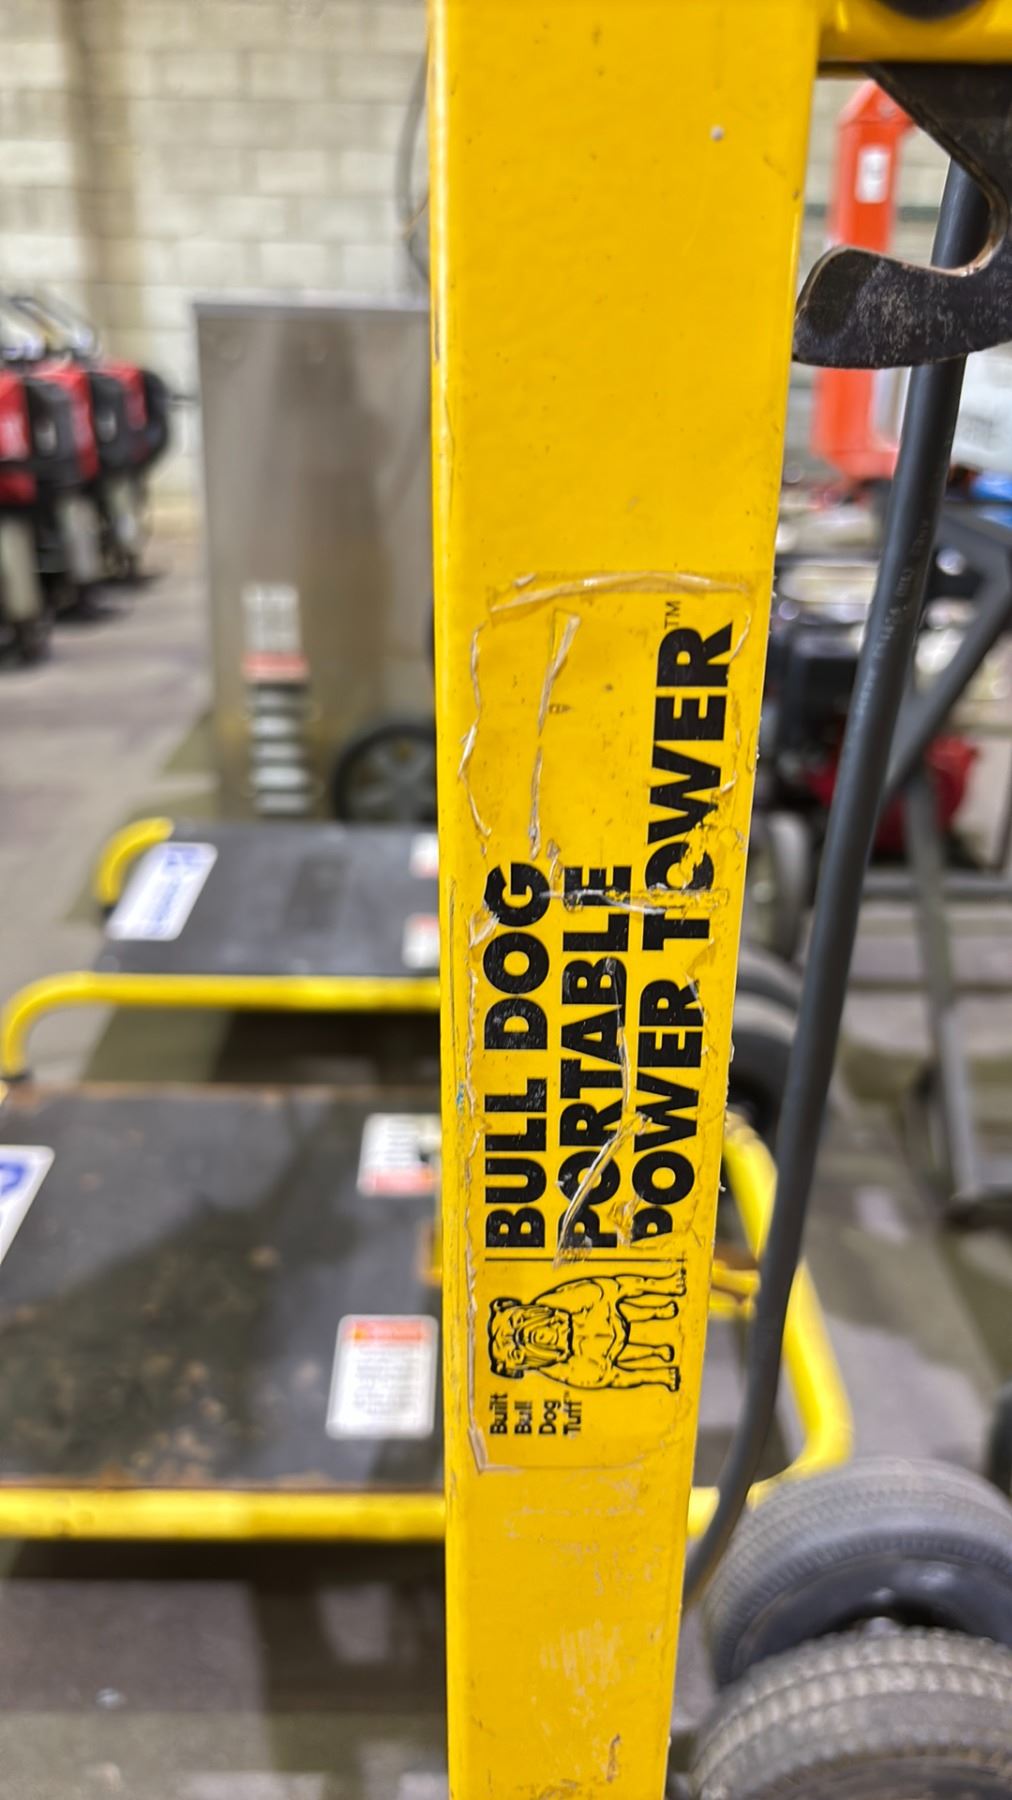 BULL DOG
PORTABLE
POWER TOWER™
Built
Bull
Dog
Tuff™